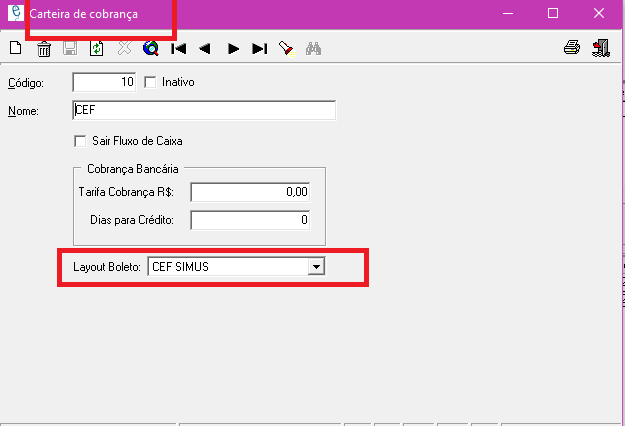 Carteira de cobrança
Código: 10 Inativo
Nome: CEF
Sair Fluxo de Caixa
Cobrança Bancária
Tarifa Cobrança R$: 0,00
Dias para Crédito: 0
Layout Boleto: CEF SIMUS